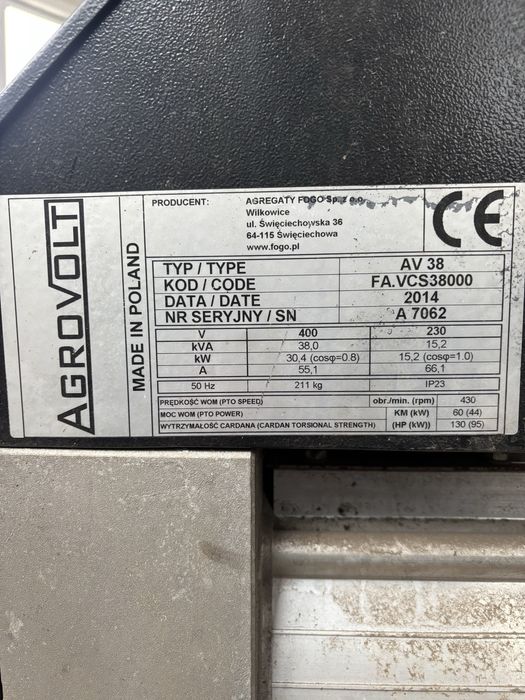 AGROVOLT
MADE IN POLAND
PRODUCENT: AGREGATY FOGO Sp. z o.o.
Wilkowice
ul. Święciechowska 36
64-115 Święciechowa
www.fogo.pl
CE
TYP / TYPE AV 38
KOD / CODE FA.VCS38000
DATA / DATE 2014
NR SERYJNY / SN A 7062
V 400 230
kVA 38,0 15,2
kW 30,4 (cosφ=0.8) 15,2 (cosφ=1.0)
A 55,1 66,1
50 Hz 211 kg IP23
PRĘDKOŚĆ WOM (PTO SPEED) obr./min. (rpm) 430
MOC WOM (PTO POWER) KM (kW) 60 (44)
WYTRZYMAŁOŚĆ CARDANA (CARDAN TORSIONAL STRENGTH) (HP (kW)) 130 (95)